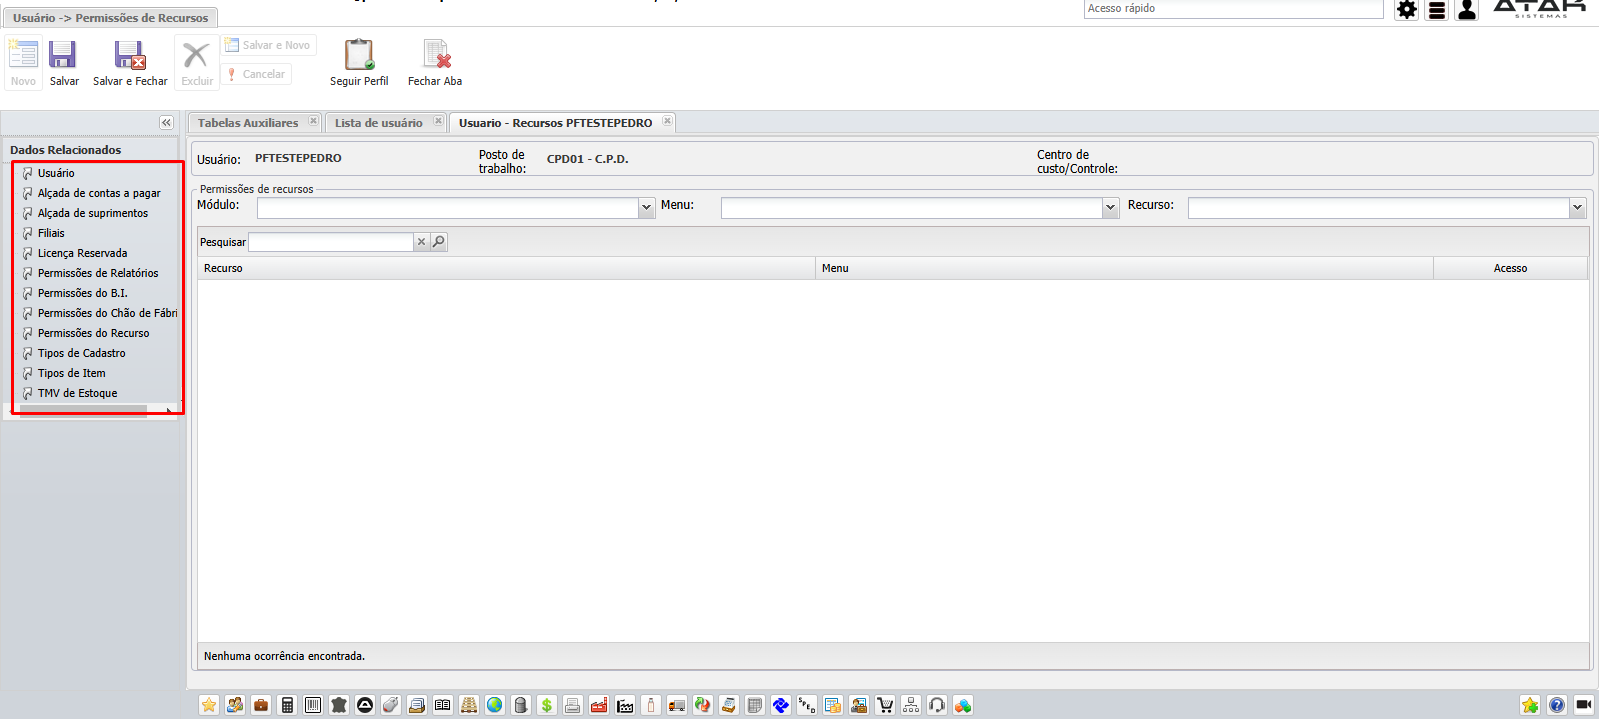 Usuário -> Permissões de Recursos
Acesso rápido
ATAK
SISTEMAS
Novo
Salvar
Salvar e Fechar
Excluir
Salvar e Novo
Cancelar
Seguir Perfil
Fechar Aba
Dados Relacionados
Usuário
Alçada de contas a pagar
Alçada de suprimentos
Filiais
Licença Reservada
Permissões de Relatórios
Permissões do B.I.
Permissões do Chão de Fábri
Permissões do Recurso
Tipos de Cadastro
Tipos de Item
TMV de Estoque
Tabelas Auxiliares
Lista de usuário
Usuario - Recursos PFTESTEPEDRO
Usuário: PFTESTEPEDRO
Posto de
trabalho: CPD01 - C.P.D.
Centro de
custo/Controle:
Permissões de recursos
Módulo:
Menu:
Recurso:
Pesquisar
Recurso
Menu
Acesso
Nenhuma ocorrência encontrada.
SPED